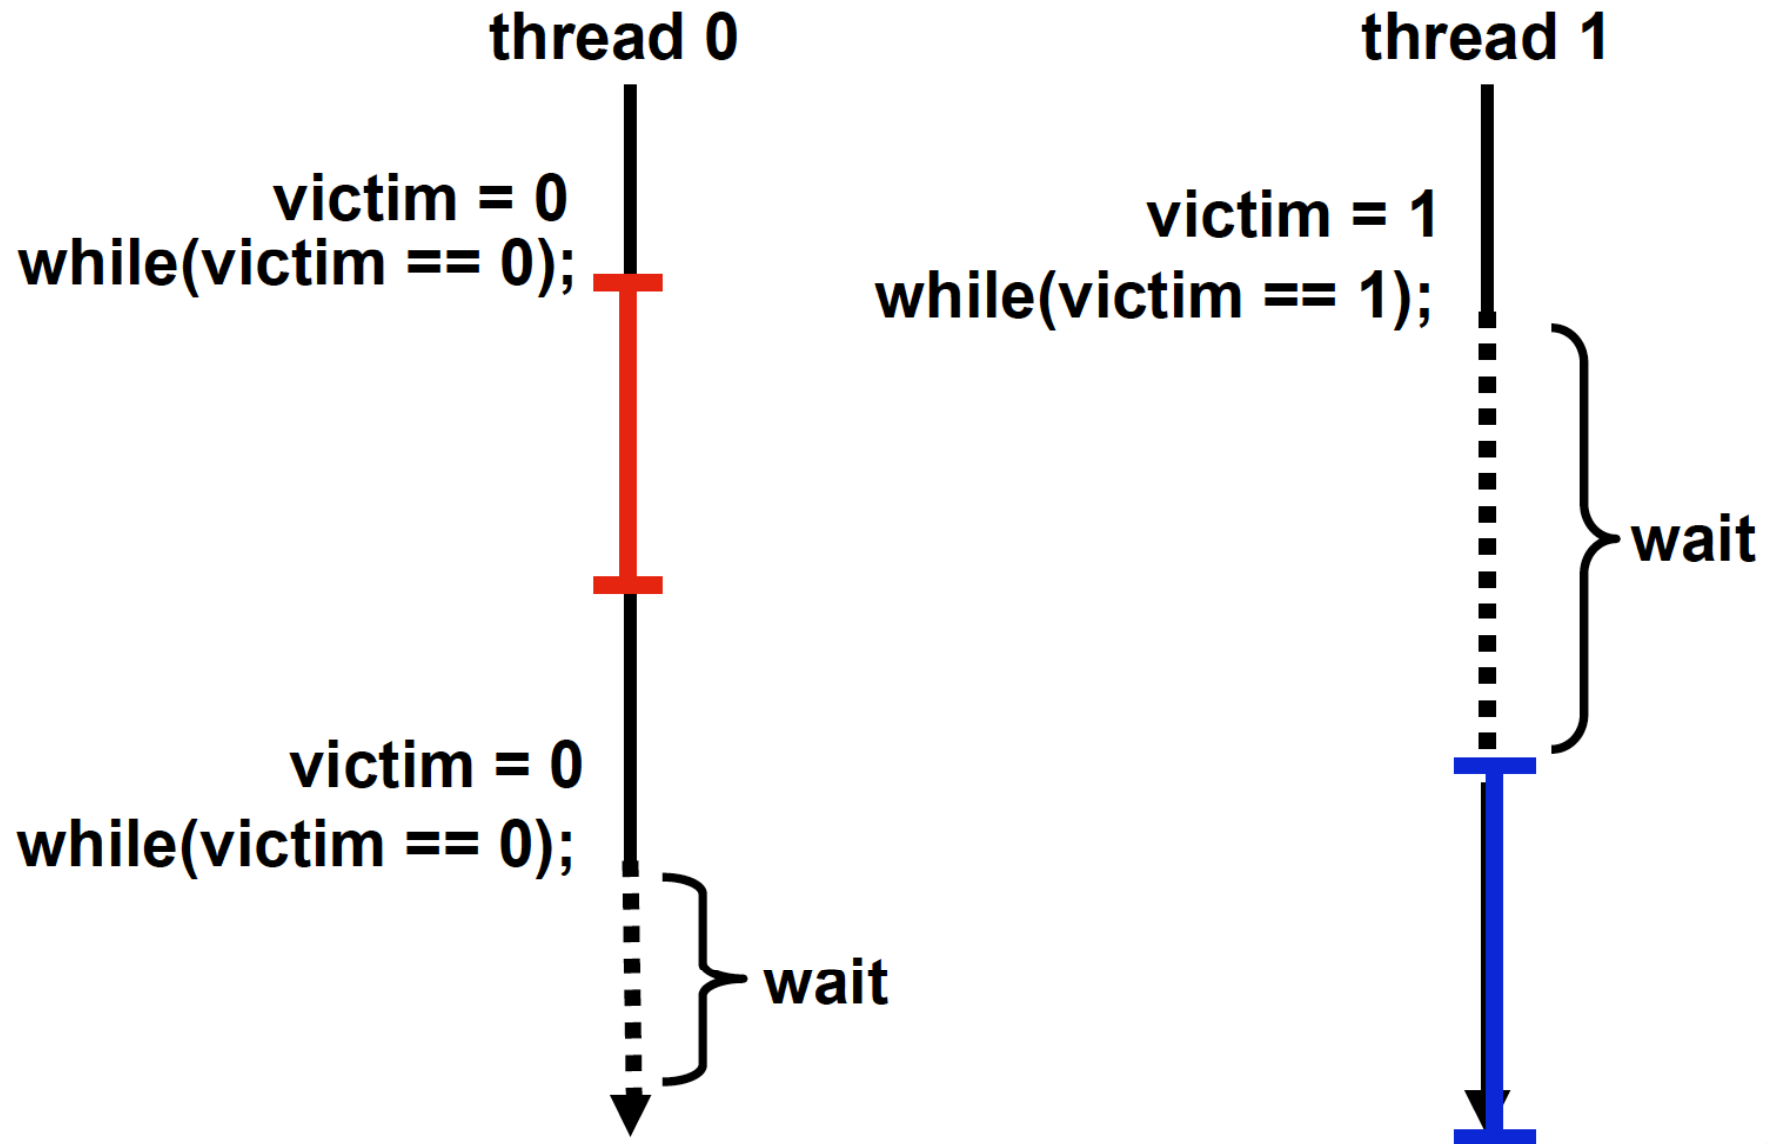 thread 0
thread 1
victim = 0
while(victim == 0);
victim = 1
while(victim == 1);
wait
victim = 0
while(victim == 0);
wait